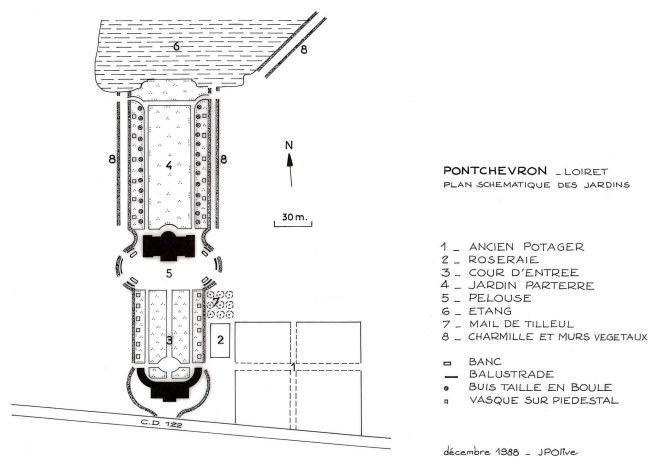 6
8
8
4
8
N
30 m.
5
7
3
2
1
C.D. 122
PONTCHEVRON _ LOIRET
PLAN SCHEMATIQUE DES JARDINS
1 _ ANCIEN POTAGER
2 _ ROSERAIE
3 _ COUR D'ENTREE
4 _ JARDIN PARTERRE
5 _ PELOUSE
6 _ ETANG
7 _ MAIL DE TILLEUL
8 _ CHARMILLE ET MURS VEGETAUX
BANC
BALUSTRADE
BUIS TAILLE EN BOULE
VASQUE SUR PIEDESTAL
décembre 1988 _ JPOlive